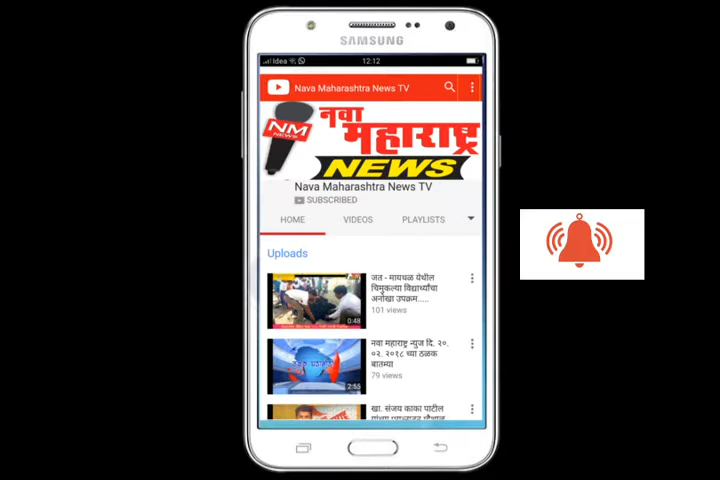 SAMSUNG
Idea
12:12
Nava Maharashtra News TV
NM
NEWS
नवा
महाराष्ट्र
NEWS
Nava Maharashtra News TV
SUBSCRIBED
HOME VIDEOS PLAYLISTS
Uploads
जत - मायथळ येथील
चिमुकल्या विद्यार्थ्यांचा
अनोखा उपक्रम.....
101 views
0:48
नवा महाराष्ट्र न्युज दि. २०.
०२. २०१८ च्या ठळक
बातम्या
79 views
2:55
खा. संजय काका पाटील